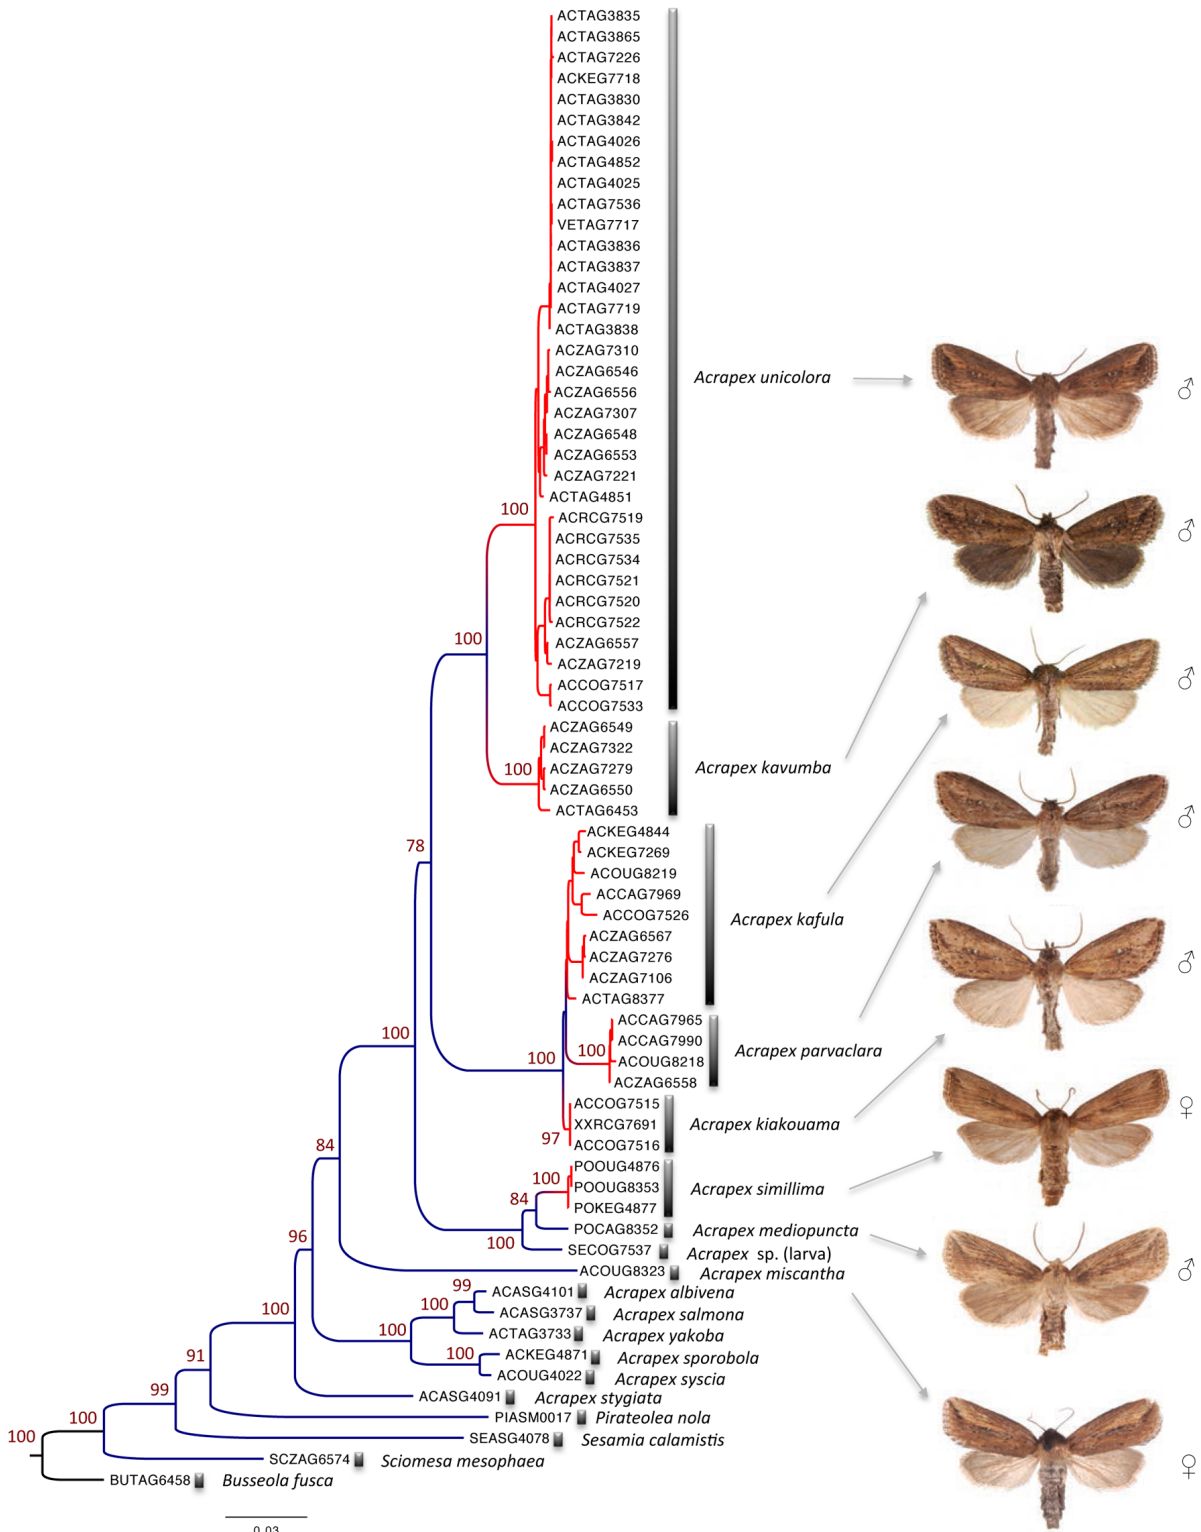 ACTAG3835
ACTAG3865
ACTAG7226
ACKEG7718
ACTAG3830
ACTAG3842
ACTAG4026
ACTAG4852
ACTAG4025
ACTAG7536
VETAG7717
ACTAG3836
ACTAG3837
ACTAG4027
ACTAG7719
ACTAG3838
ACZAG7310
ACZAG6546
Acrapex unicolora
♂
ACZAG6556
ACZAG7307
ACZAG6548
ACZAG6553
ACZAG7221
ACTAG4851
100
ACRCG7519
ACRCG7535
♂
ACRCG7534
ACRCG7521
ACRCG7520
ACRCG7522
100
ACZAG6557
ACZAG7219
ACCOG7517
♂
ACCOG7533
ACZAG6549
ACZAG7322
100
ACZAG7279
Acrapex kavumba
ACZAG6550
ACTAG6453
♂
78
ACKEG4844
ACKEG7269
ACOUG8219
ACCAG7969
ACCOG7526
Acrapex kafula
ACZAG6567
ACZAG7276
♂
ACZAG7106
ACTAG8377
ACCAG7965
100
ACCAG7990
100
100
ACOUG8218
Acrapex parvaclara
ACZAG6558
ACCOG7515
♀
XXRCG7691
Acrapex kiakouama
97
ACCOG7516
84
POOUG4876
100
POOUG8353
Acrapex simillima
84
POKEG4877
POCAG8352
Acrapex mediopuncta
96
100
SECOG7537
Acrapex sp. (larva)
ACOUG8323
Acrapex miscantha
♂
99
ACASG4101
Acrapex albivena
100
100
ACASG3737
Acrapex salmona
100
ACTAG3733
Acrapex yakoba
91
100
ACKEG4871
Acrapex sporobola
ACOUG4022
Acrapex syscia
99
ACASG4091
Acrapex stygiata
100
PIASM0017
Pirateolea nola
100
SEASG4078
Sesamia calamistis
SCZAG6574
Sciomesa mesophaea
♀
BUTAG6458
Busseola fusca
0.03